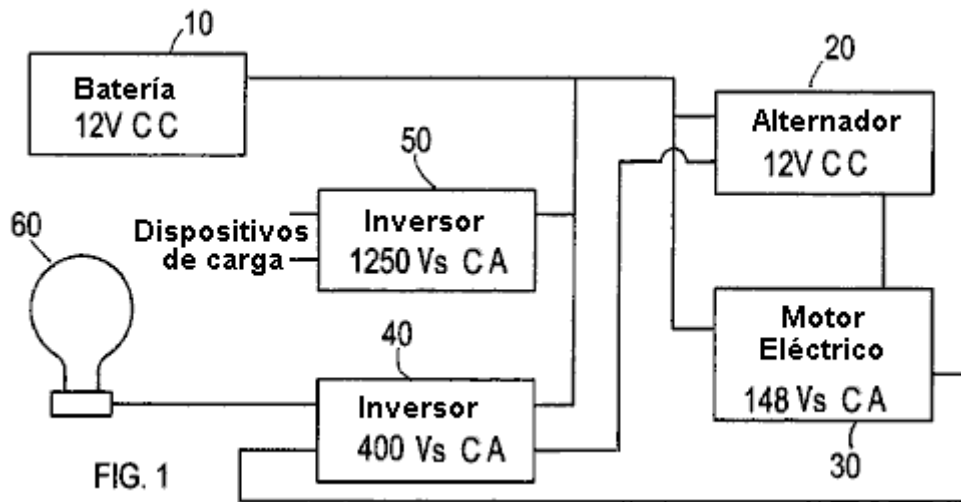 10
Batería
12V C C
20
Alternador
12V C C
50
Inversor
1250 Vs C A
Dispositivos
de carga
60
Motor
Eléctrico
148 Vs C A
30
40
Inversor
400 Vs C A
FIG. 1